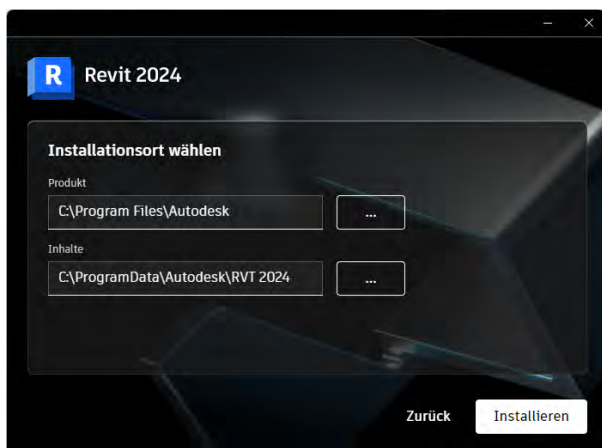 R Revit 2024
Installationsort wählen
Produkt
C:\Program Files\Autodesk ...
Inhalte
C:\ProgramData\Autodesk\RVT 2024 ...
Zurück Installieren